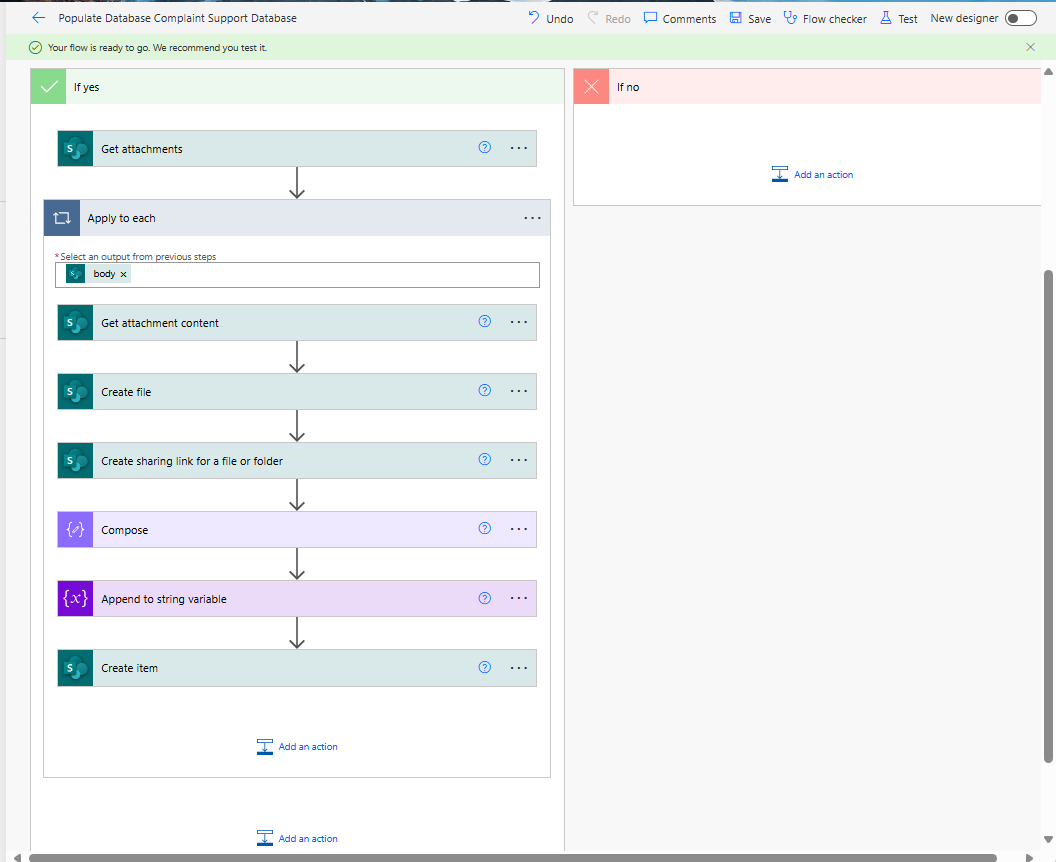 Populate Database Complaint Support Database
Undo
Redo
Comments
Save
Flow checker
Test
New designer
Your flow is ready to go. We recommend you test it.
If yes
If no
Get attachments
Add an action
Apply to each
*Select an output from previous steps
body
Get attachment content
Create file
Create sharing link for a file or folder
Compose
Append to string variable
Create item
Add an action
Add an action